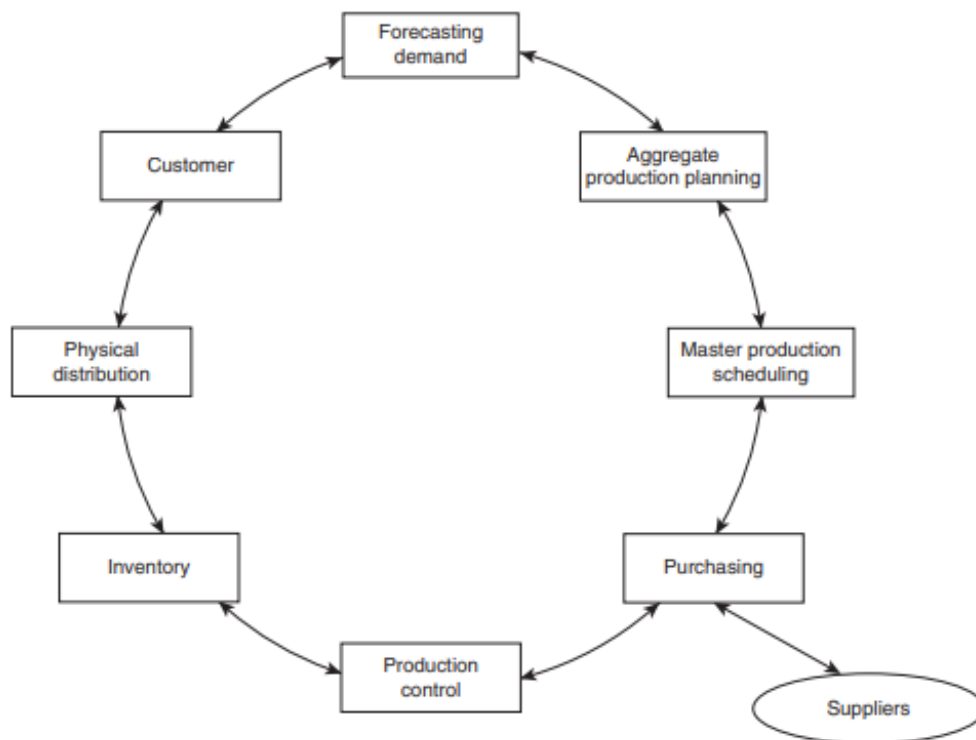 Forecasting
demand
Customer
Aggregate
production planning
Physical
distribution
Master production
scheduling
Inventory
Purchasing
Production
control
Suppliers